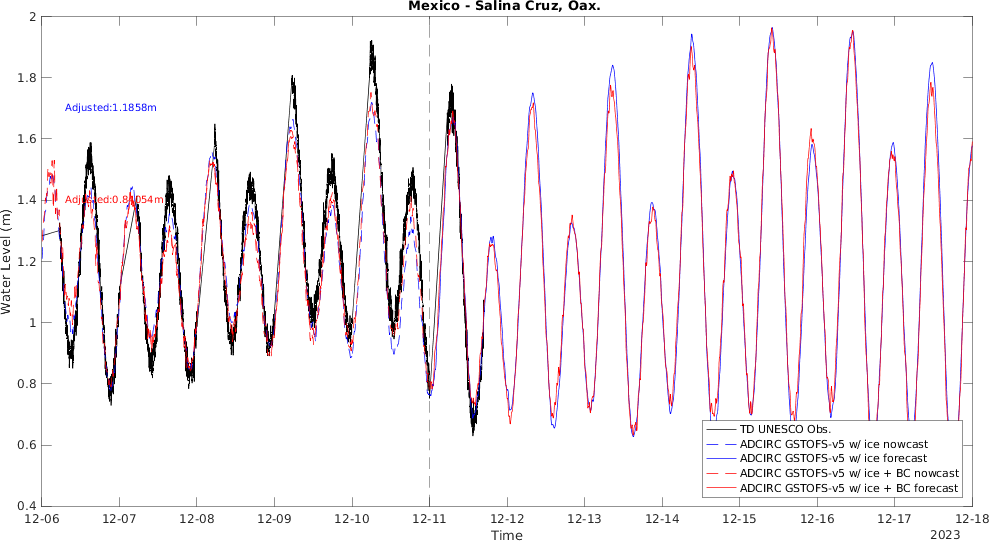 Mexico - Salina Cruz, Oax.
2
1.8
1.6
1.4
1.2
1
0.8
0.6
0.4
Water Level (m)
Adjusted:1.1858m
12-06
12-07
12-08
12-09
12-10
12-11
12-12
12-13
12-14
12-15
12-16
12-17
12-18
Time
2023
TD UNESCO Obs.
ADCIRC GSTOFS-v5 w/ ice nowcast
ADCIRC GSTOFS-v5 w/ ice forecast
ADCIRC GSTOFS-v5 w/ ice + BC nowcast
ADCIRC GSTOFS-v5 w/ ice + BC forecast